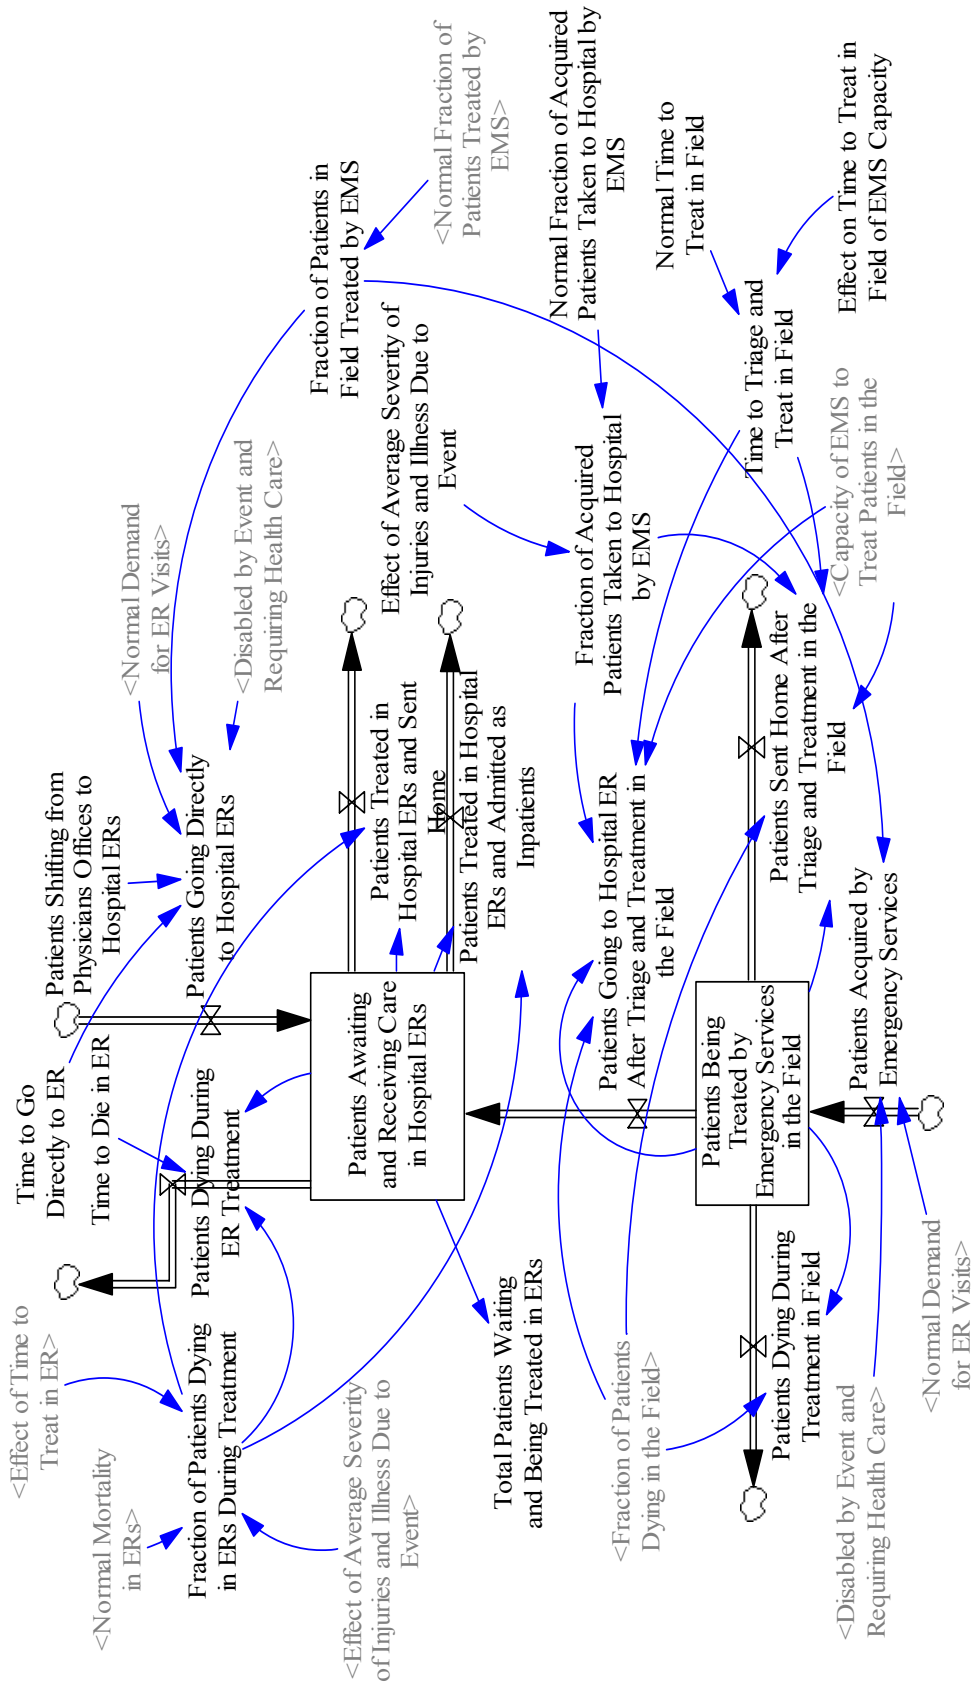 <Effect of Time to
Treat in ER>
<Normal Mortality
in ERs>
Fraction of Patients Dying
in ERs During Treatment
<Effect of Average Severity
of Injuries and Illness Due to
Event>
Time to Go
Directly to ER
Time to Die in ER
Patients Dying During
ER Treatment
Patients Shifting from
Physicians Offices to
Hospital ERs
<Normal Demand
for ER Visits>
Patients Going Directly
to Hospital ERs
<Disabled by Event and
Requiring Health Care>
Fraction of Patients in
Field Treated by EMS
<Normal Fraction of
Patients Treated by
EMS>
Patients Awaiting
and Receiving Care
in Hospital ERs
Patients Treated in
Hospital ERs and Sent
Home
Patients Treated in Hospital
ERs and Admitted as
Inpatients
Effect of Average Severity of
Injuries and Illness Due to
Event
Total Patients Waiting
and Being Treated in ERs
Normal Fraction of Acquired
Patients Taken to Hospital by
EMS
Fraction of Acquired
Patients Taken to Hospital
by EMS
Patients Going to Hospital ER
After Triage and Treatment in
the Field
<Fraction of Patients
Dying in the Field>
Normal Time to
Treat in Field
Time to Triage and
Treat in Field
Effect on Time to Treat in
Field of EMS Capacity
<Capacity of EMS to
Treat Patients in the
Field>
Patients Being
Treated by
Emergency Services
in the Field
Patients Sent Home After
Triage and Treatment in the
Field
Patients Dying During
Treatment in Field
Patients Acquired by
Emergency Services
<Disabled by Event and
Requiring Health Care>
<Normal Demand
for ER Visits>